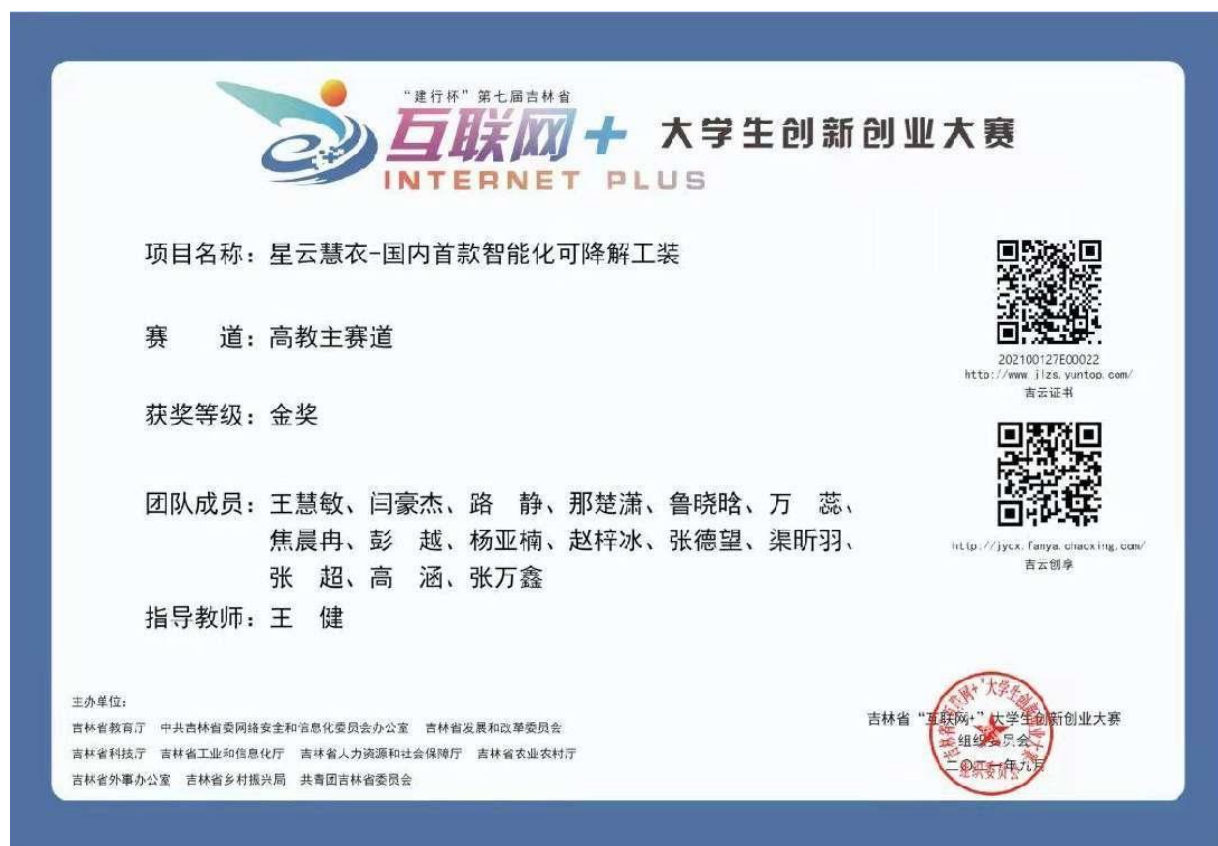 “建行杯”第七届吉林省
互联网+ 大学生创新创业大赛
INTERNET PLUS
项目名称：星云慧衣-国内首款智能化可降解工装
赛 道：高教主赛道
获奖等级：金奖
团队成员：王慧敏、闫豪杰、路 静、那楚潇、鲁晓晗、万 蕊、
焦晨冉、彭 越、杨亚楠、赵梓冰、张德望、渠昕羽、
张 超、高 涵、张万鑫
指导教师：王 健
202100127E00022
http://www.jlzs.yuntop.com/
吉云证书
http://jycx.fanya.chaoxing.com/
吉云创享
主办单位：
吉林省教育厅 中共吉林省委网络安全和信息化委员会办公室 吉林省发展和改革委员会
吉林省科技厅 吉林省工业和信息化厅 吉林省人力资源和社会保障厅 吉林省农业农村厅
吉林省外事办公室 吉林省乡村振兴局 共青团吉林省委员会
吉林省“互联网+”大学生创新创业大赛
组织委员会
二〇二一年九月